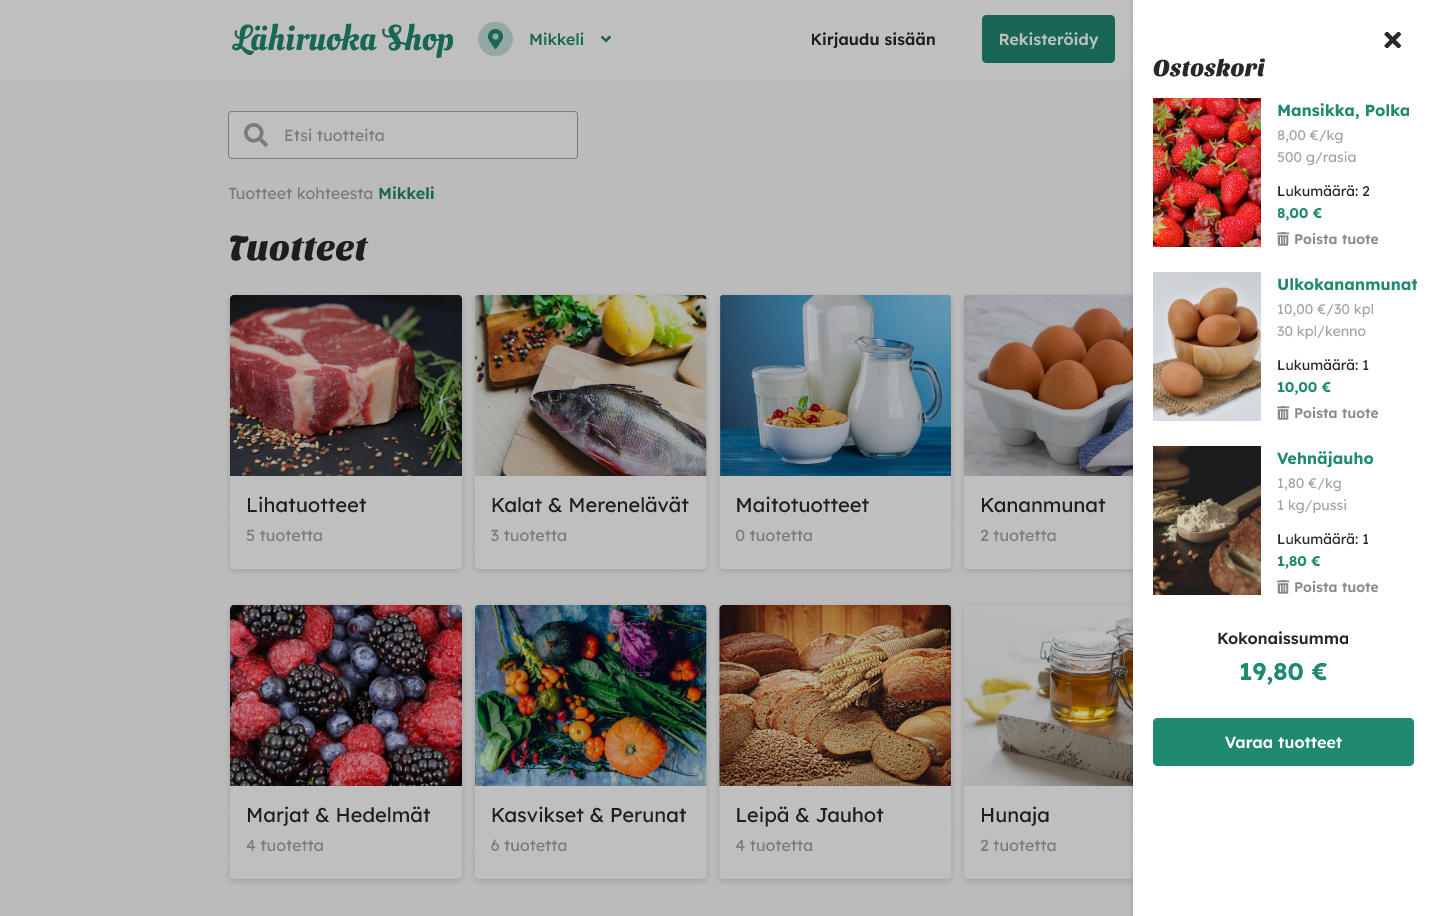 Lähiruoka Shop
Mikkeli
Kirjaudu sisään
Rekisteröidy
Etsi tuotteita
Tuotteet kohteesta Mikkeli
Tuotteet
Lihatuotteet
5 tuotetta
Kalat & Merenelävät
3 tuotetta
Maitotuotteet
0 tuotetta
Kananmunat
2 tuotetta
Marjat & Hedelmät
4 tuotetta
Kasvikset & Perunat
6 tuotetta
Leipä & Jauhot
4 tuotetta
Hunaja
2 tuotetta
Ostoskori
Mansikka, Polka
8,00 €/kg
500 g/rasia
Lukumäärä: 2
8,00 €
Poista tuote
Ulkokananmunat
10,00 €/30 kpl
30 kpl/kenno
Lukumäärä: 1
10,00 €
Poista tuote
Vehnäjauho
1,80 €/kg
1 kg/pussi
Lukumäärä: 1
1,80 €
Poista tuote
Kokonaissumma
19,80 €
Varaa tuotteet